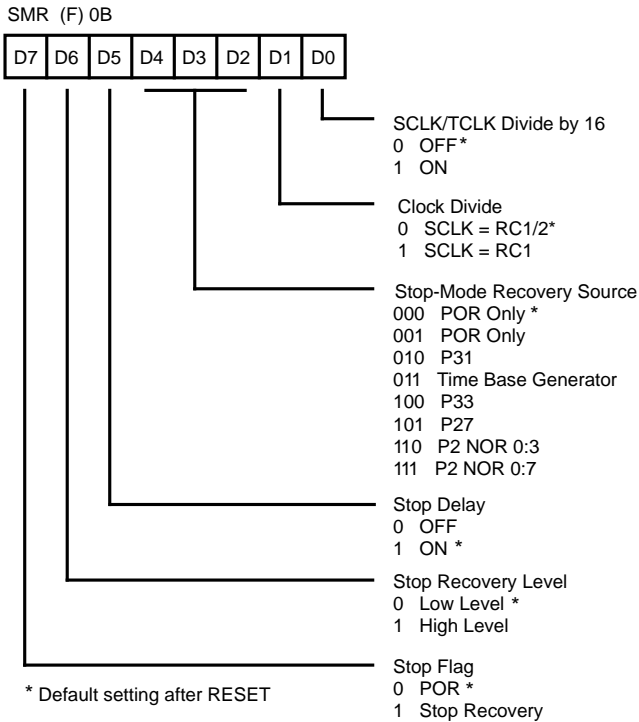 SMR (F) 0B
D7 D6 D5 D4 D3 D2 D1 D0
SCLK/TCLK Divide by 16
0 OFF*
1 ON
Clock Divide
0 SCLK = RC1/2*
1 SCLK = RC1
Stop-Mode Recovery Source
000 POR Only *
001 POR Only
010 P31
011 Time Base Generator
100 P33
101 P27
110 P2 NOR 0:3
111 P2 NOR 0:7
Stop Delay
0 OFF
1 ON *
Stop Recovery Level
0 Low Level *
1 High Level
Stop Flag
0 POR *
1 Stop Recovery
* Default setting after RESET